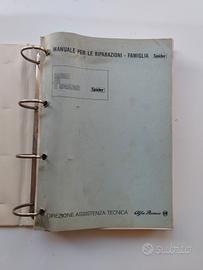 MANUALE PER LE RIPARAZIONI - FAMIGLIA Spider
Spider
DIREZIONE ASSISTENZA TECNICA Alfa Romeo
subito